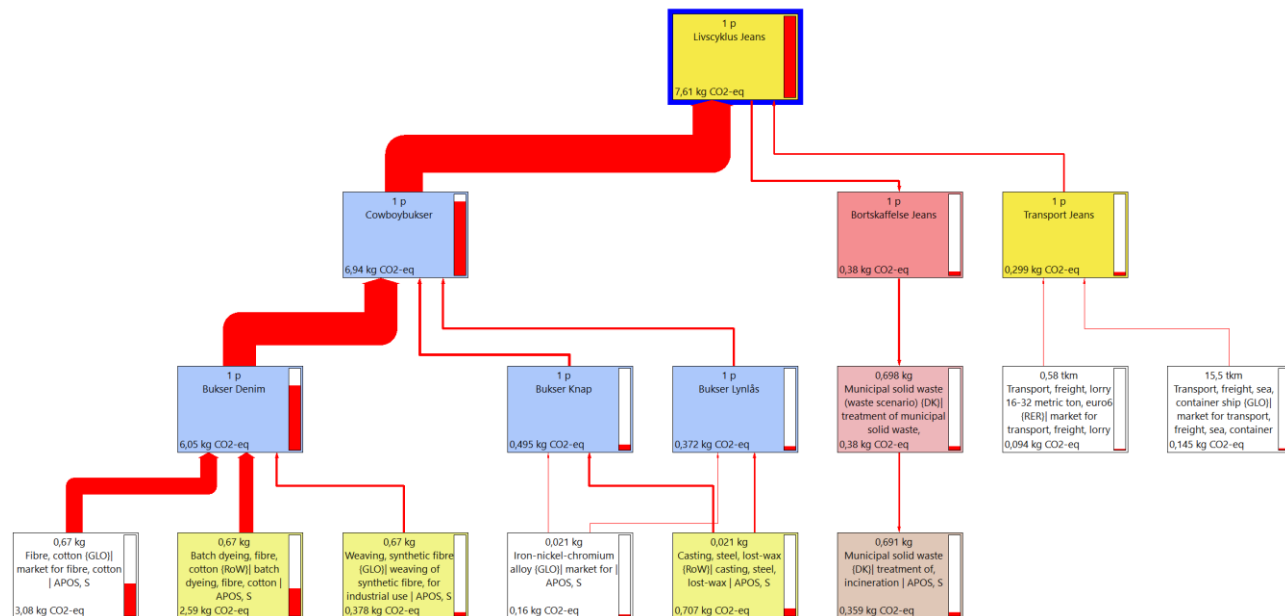 1 p
Livscyklus Jeans
7,61 kg CO2-eq
1 p
Cowboybukser
6,94 kg CO2-eq
1 p
Bortskaffelse Jeans
0,38 kg CO2-eq
1 p
Transport Jeans
0,299 kg CO2-eq
1 p
Bukser Denim
6,05 kg CO2-eq
1 p
Bukser Knap
0,495 kg CO2-eq
1 p
Bukser Lynlås
0,372 kg CO2-eq
0,698 kg
Municipal solid waste
(waste scenario) {DK}|
treatment of municipal
solid waste,
0,38 kg CO2-eq
0,58 tkm
Transport, freight, lorry
16-32 metric ton, euro6
{RER}| market for
transport, freight, lorry
0,094 kg CO2-eq
15,5 tkm
Transport, freight, sea,
container ship {GLO}|
market for transport,
freight, sea, container
0,145 kg CO2-eq
0,67 kg
Fibre, cotton {GLO}|
market for fibre, cotton
| APOS, S
3,08 kg CO2-eq
0,67 kg
Batch dyeing, fibre,
cotton {RoW}| batch
dyeing, fibre, cotton |
APOS, S
2,59 kg CO2-eq
0,67 kg
Weaving, synthetic fibre
{GLO}| weaving of
synthetic fibre, for
industrial use | APOS, S
0,378 kg CO2-eq
0,021 kg
Iron-nickel-chromium
alloy {GLO}| market for |
APOS, S
0,16 kg CO2-eq
0,021 kg
Casting, steel, lost-wax
{RoW}| casting, steel,
lost-wax | APOS, S
0,707 kg CO2-eq
0,691 kg
Municipal solid waste
{DK}| treatment of,
incineration | APOS, S
0,359 kg CO2-eq